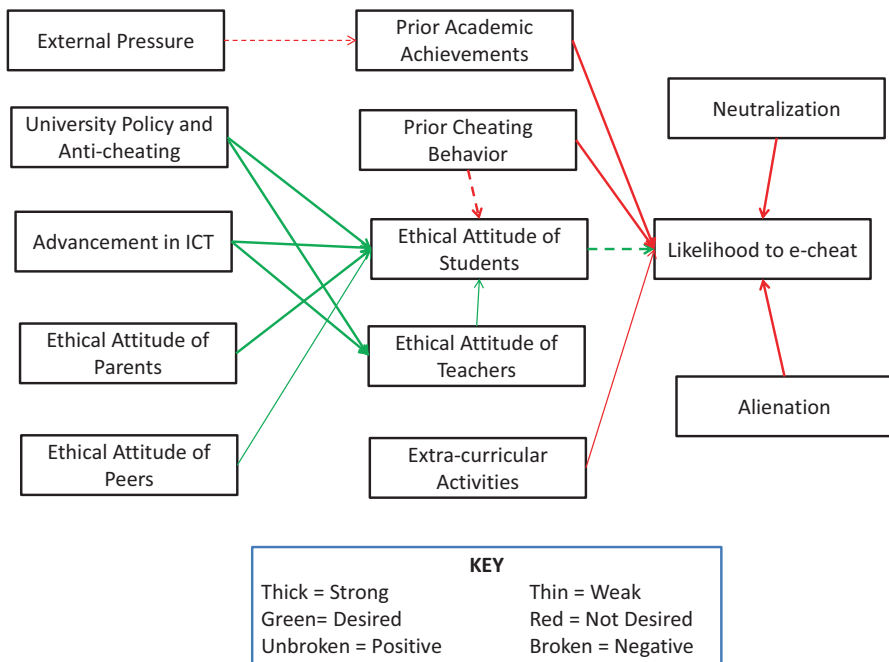 External Pressure
Prior Academic
Achievements
Neutralization
University Policy and
Anti-cheating
Prior Cheating
Behavior
Advancement in ICT
Ethical Attitude of
Students
Likelihood to e-cheat
Ethical Attitude of
Parents
Ethical Attitude of
Teachers
Alienation
Ethical Attitude of
Peers
Extra-curricular
Activities
KEY
Thick = Strong Thin = Weak
Green= Desired Red = Not Desired
Unbroken = Positive Broken = Negative